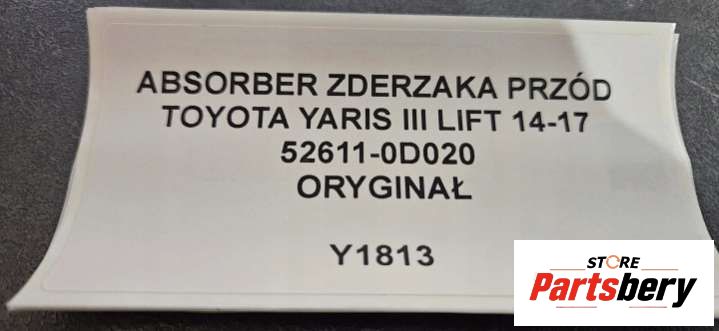 ABSORBER ZDERZAKA PRZÓD
TOYOTA YARIS III LIFT 14-17
52611-0D020
ORYGINAŁ
Y1813
STORE
Partsbery